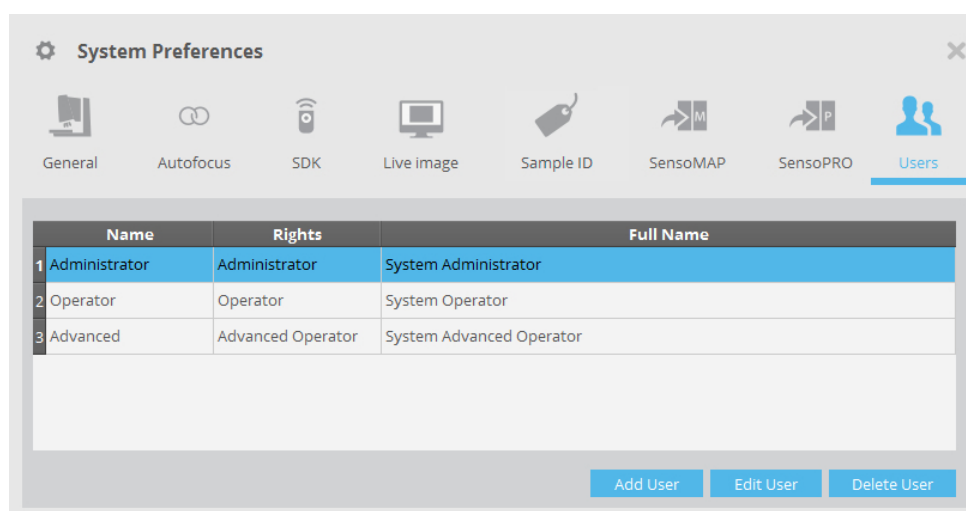 System Preferences
General Autofocus SDK Live image Sample ID SensoMAP SensoPRO Users
M P
Name Rights Full Name
1 Administrator Administrator System Administrator
2 Operator Operator System Operator
3 Advanced Advanced Operator System Advanced Operator
Add User Edit User Delete User